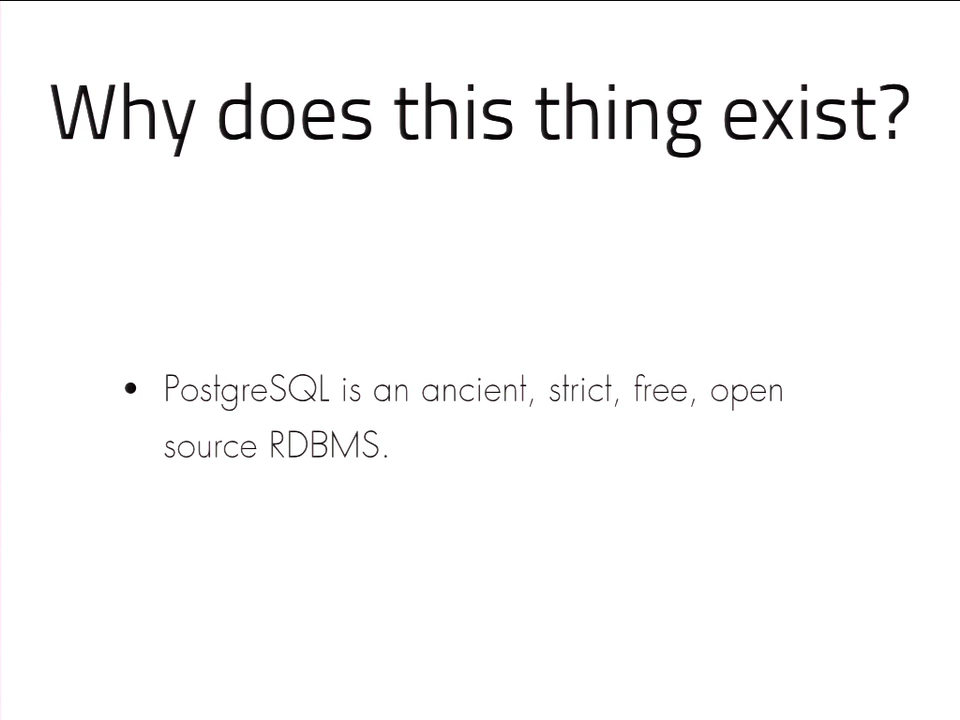 Why does this thing exist?
• PostgreSQL is an ancient, strict, free, open
source RDBMS.